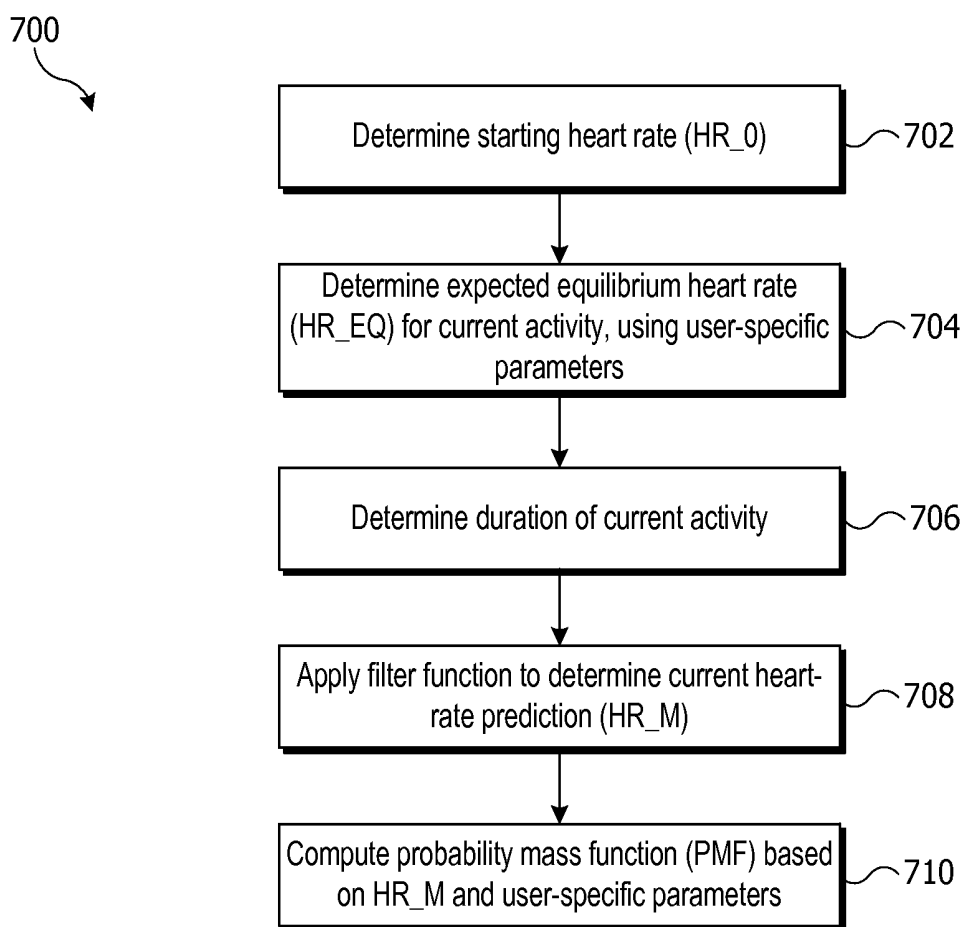 700
Determine starting heart rate (HR_0)
702
Determine expected equilibrium heart rate
(HR_EQ) for current activity, using user-specific
parameters
704
Determine duration of current activity
706
Apply filter function to determine current heart-
rate prediction (HR_M)
708
Compute probability mass function (PMF) based
on HR_M and user-specific parameters
710